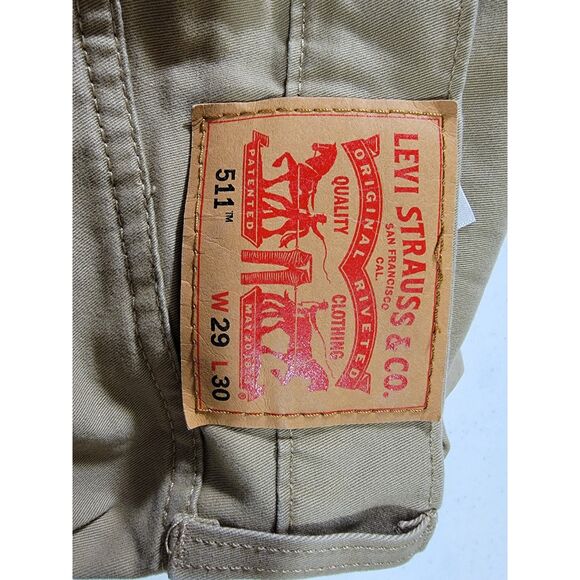 LEVI STRAUSS & CO.
SAN FRANCISCO
CAL.
ORIGINAL RIVETED
QUALITY CLOTHING
PATENTED
511™ W 29 L 30
®